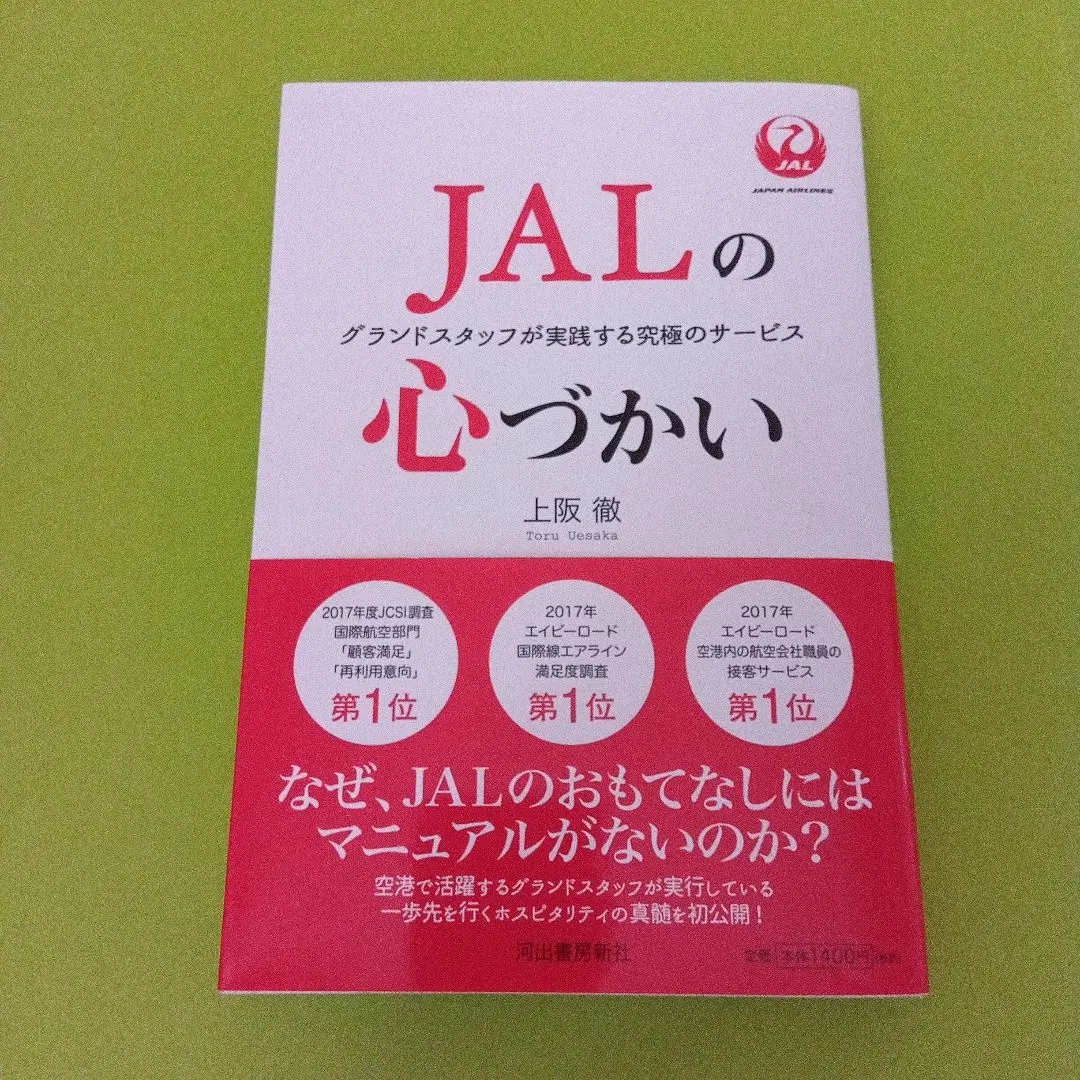 JAL
JAPAN AIRLINES
JALの
グランドスタッフが実践する究極のサービス
心づかい
上阪 徹
Toru Uesaka
2017年度JCSI調査
国際航空部門
「顧客満足」
「再利用意向」
第1位
2017年
エイビーロード
国際線エアライン
満足度調査
第1位
2017年
エイビーロード
空港内の航空会社職員の
接客サービス
第1位
なぜ、JALのおもてなしには
マニュアルがないのか?
空港で活躍するグランドスタッフが実行している
一歩先を行くホスピタリティの真髄を初公開!
河出書房新社
定価 本体1400円(税別)